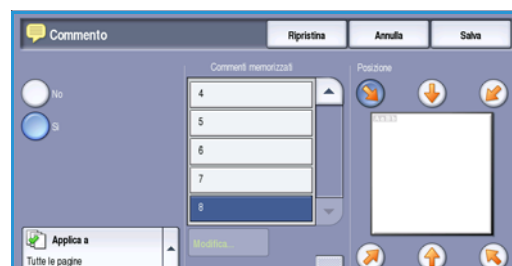 Commento
Ripristina
Annulla
Salva
Commenti memorizzati
Posizione
No
Sì
4
5
6
7
8
Modifica...
Applica a
Tutte le pagine